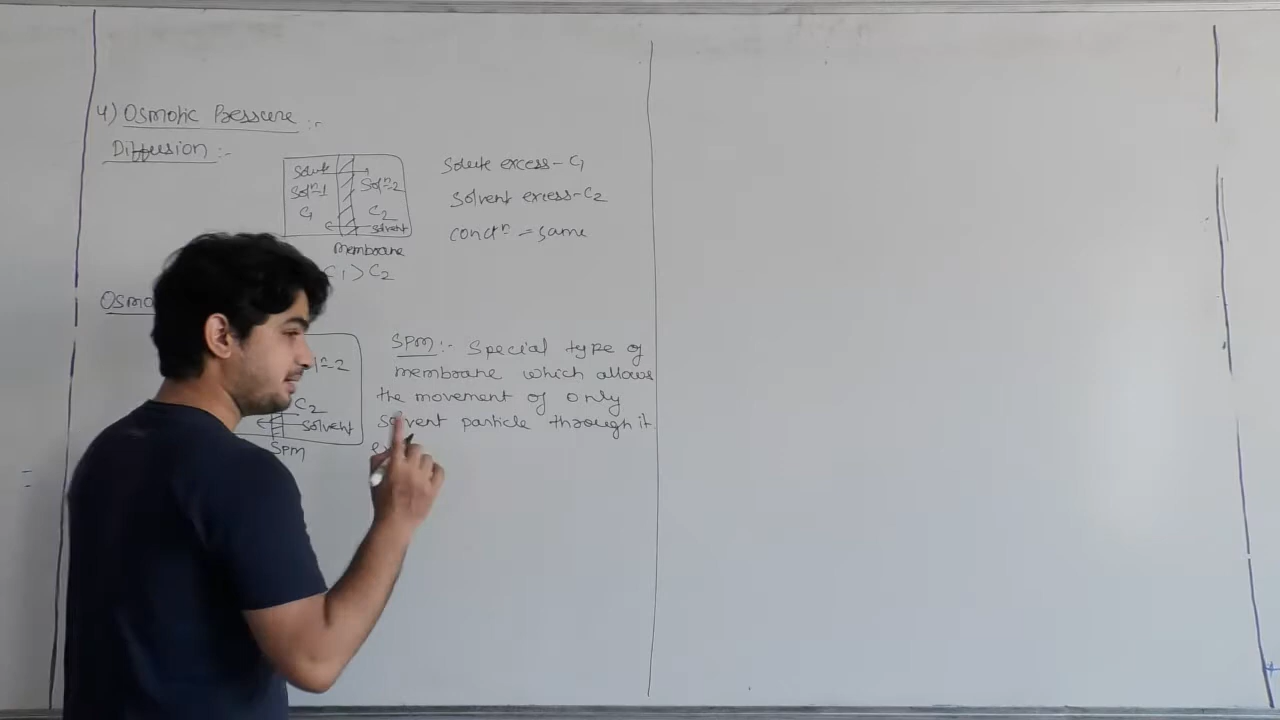 4) Osmotic Pressure :-
Diffusion :-
Solute
Solⁿ-1
Solⁿ-2
C₁
C₂
solvent
membrane
C₁ > C₂
Solute excess - C₁
Solvent excess - C₂
concⁿ = same
Osmo
lⁿ-2
C₂
solvent
SPM
SPM :- Special type of
membrane which allows
the movement of only
solvent particle through it.